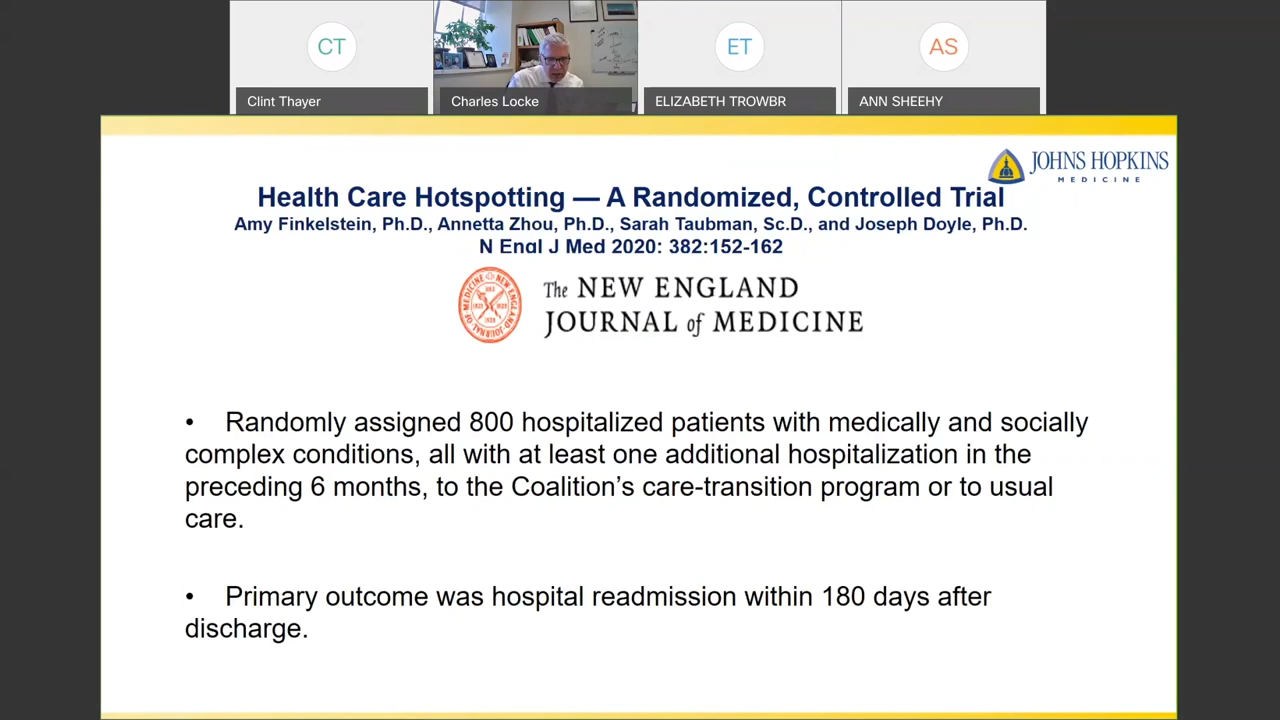 CT
ET
AS
Clint Thayer
Charles Locke
ELIZABETH TROWBR
ANN SHEEHY
JOHNS HOPKINS
MEDICINE
Health Care Hotspotting — A Randomized, Controlled Trial
Amy Finkelstein, Ph.D., Annetta Zhou, Ph.D., Sarah Taubman, Sc.D., and Joseph Doyle, Ph.D.
N Engl J Med 2020: 382:152-162
The NEW ENGLAND
JOURNAL of MEDICINE
• Randomly assigned 800 hospitalized patients with medically and socially
complex conditions, all with at least one additional hospitalization in the
preceding 6 months, to the Coalition’s care-transition program or to usual
care.
• Primary outcome was hospital readmission within 180 days after
discharge.